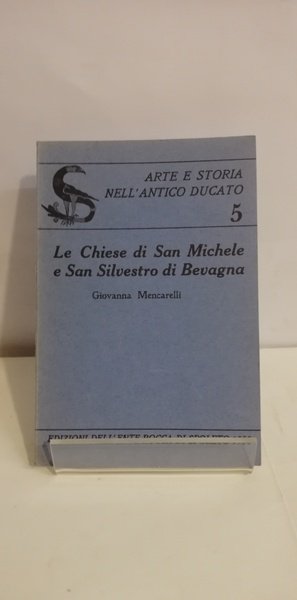 ARTE E STORIA
NELL'ANTICO DUCATO
5
Le Chiese di San Michele
e San Silvestro di Bevagna
Giovanna Mencarelli
EDIZIONI DELL'ENTE ROCCA DI SPOLETO